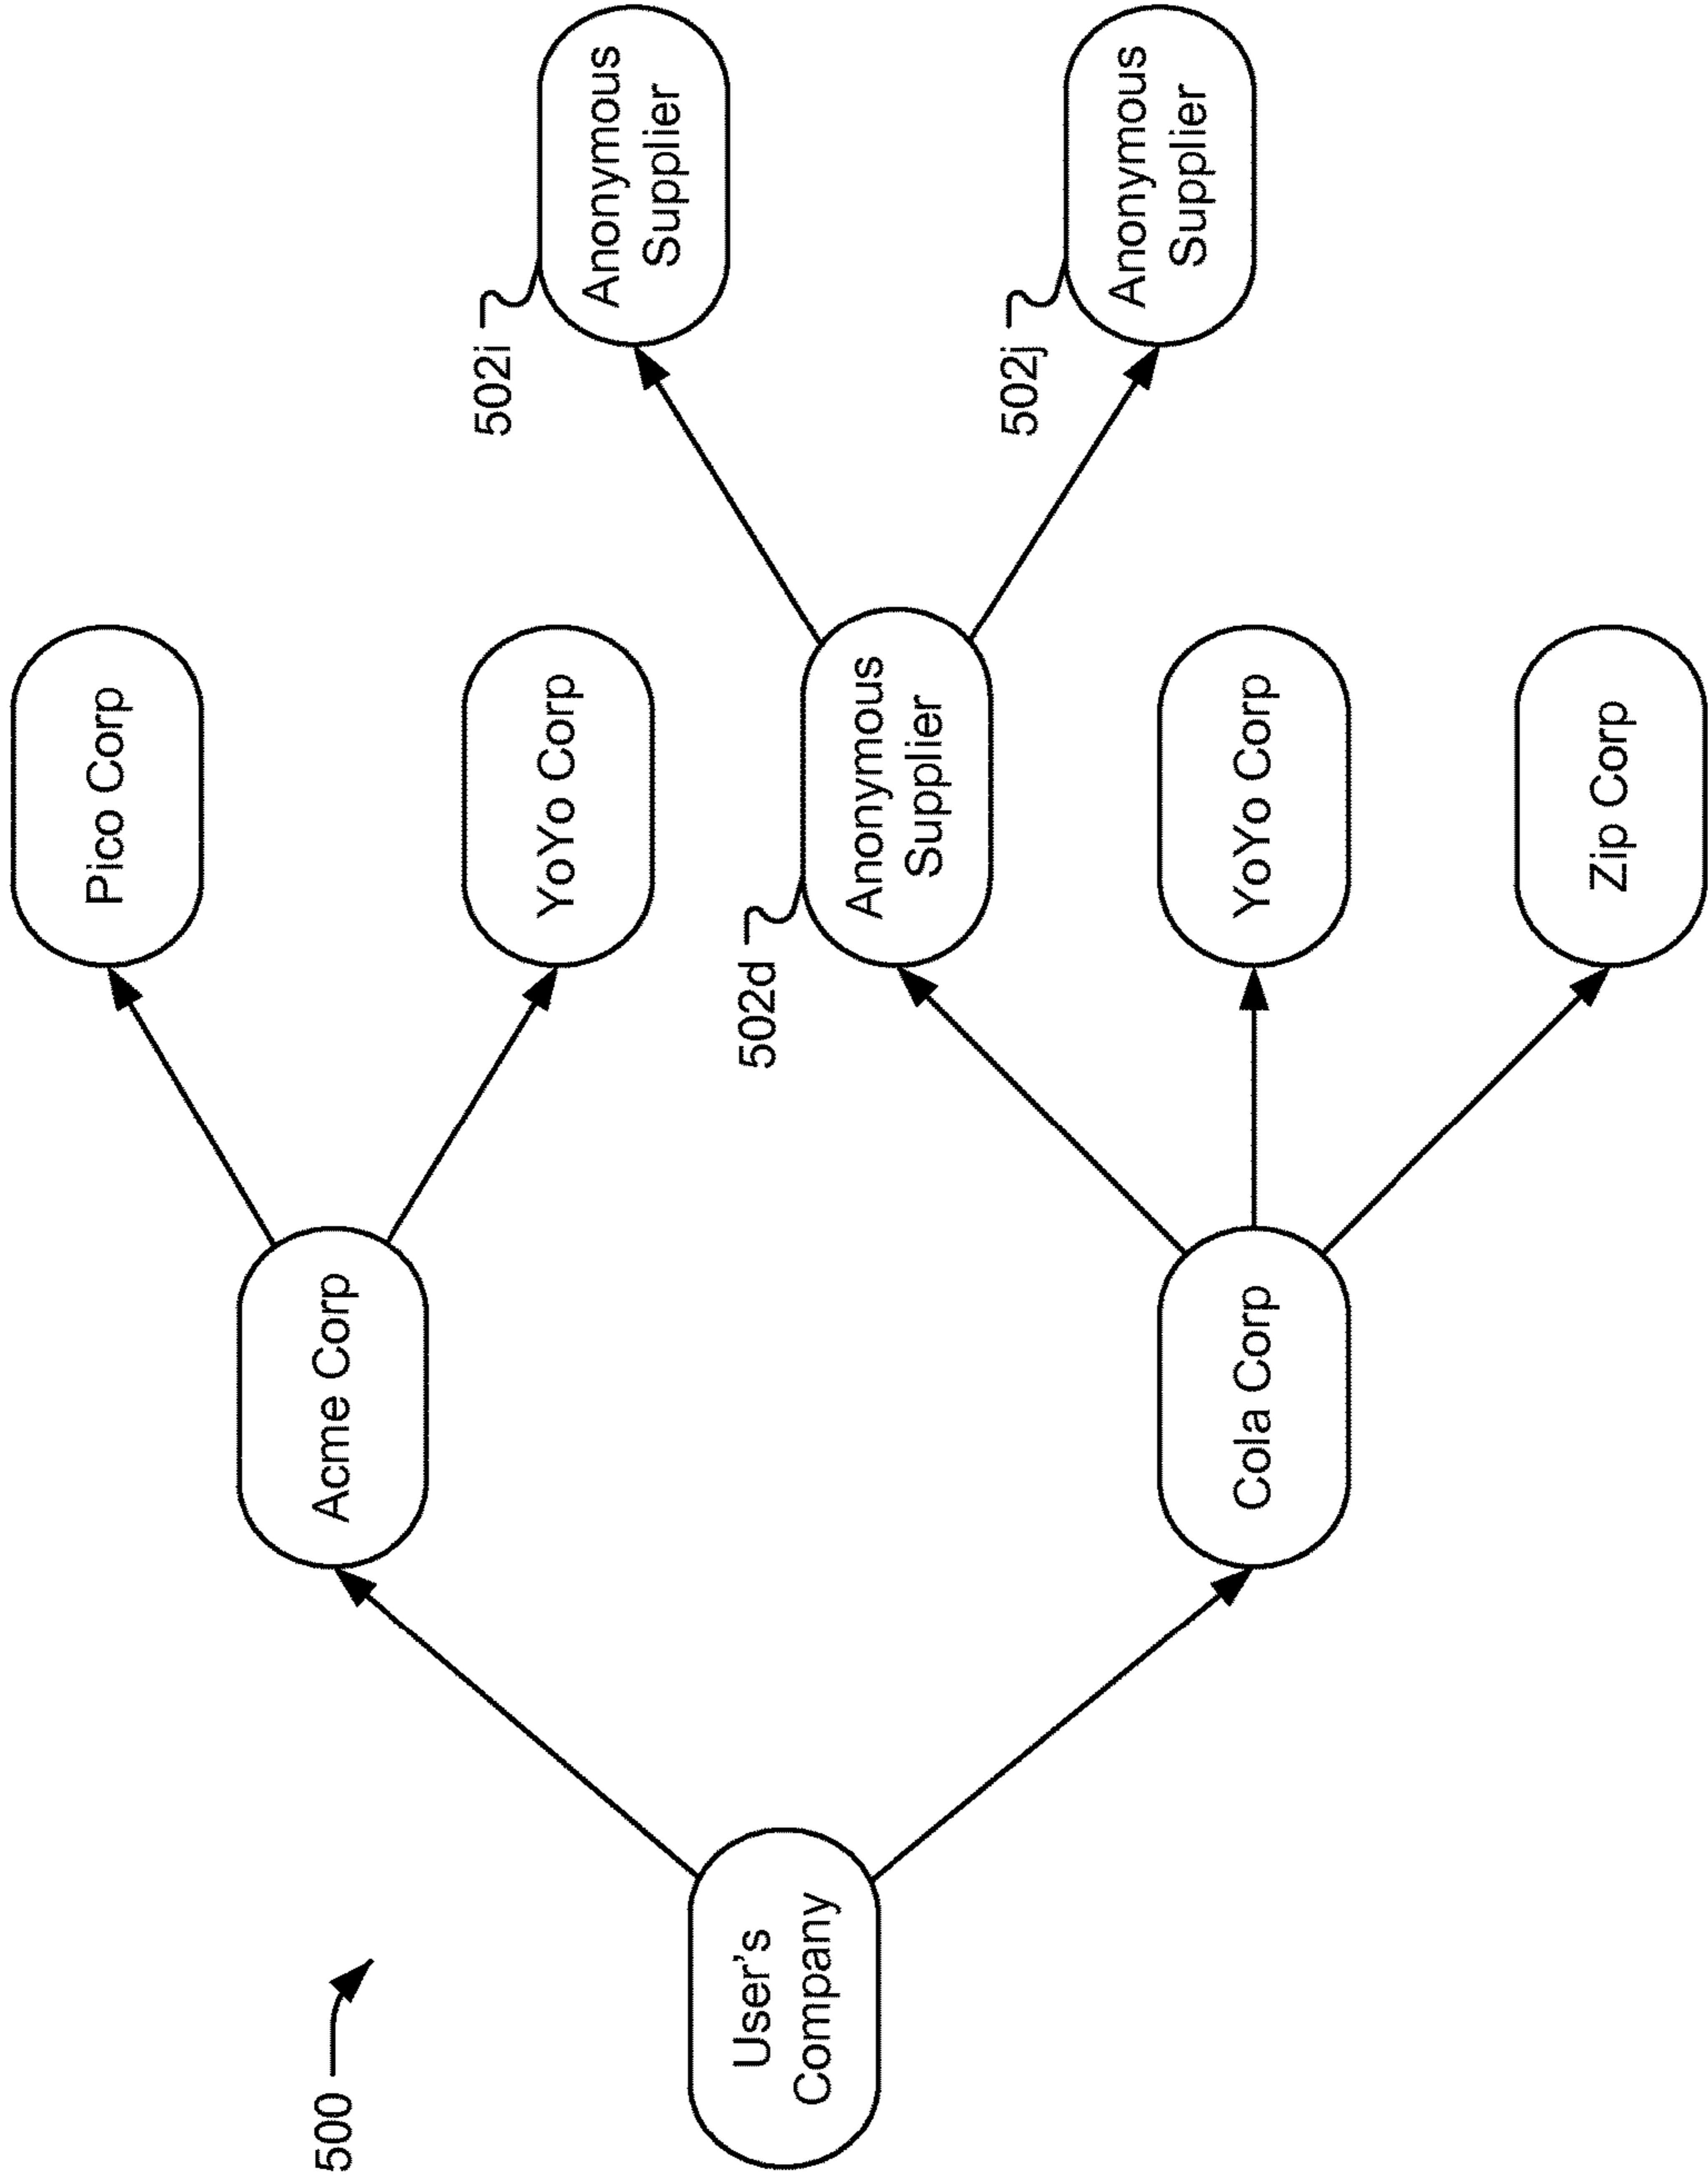 500
User's
Company
Acme Corp
Cola Corp
Pico Corp
YoYo Corp
502d
Anonymous
Supplier
YoYo Corp
Zip Corp
502i
Anonymous
Supplier
502j
Anonymous
Supplier